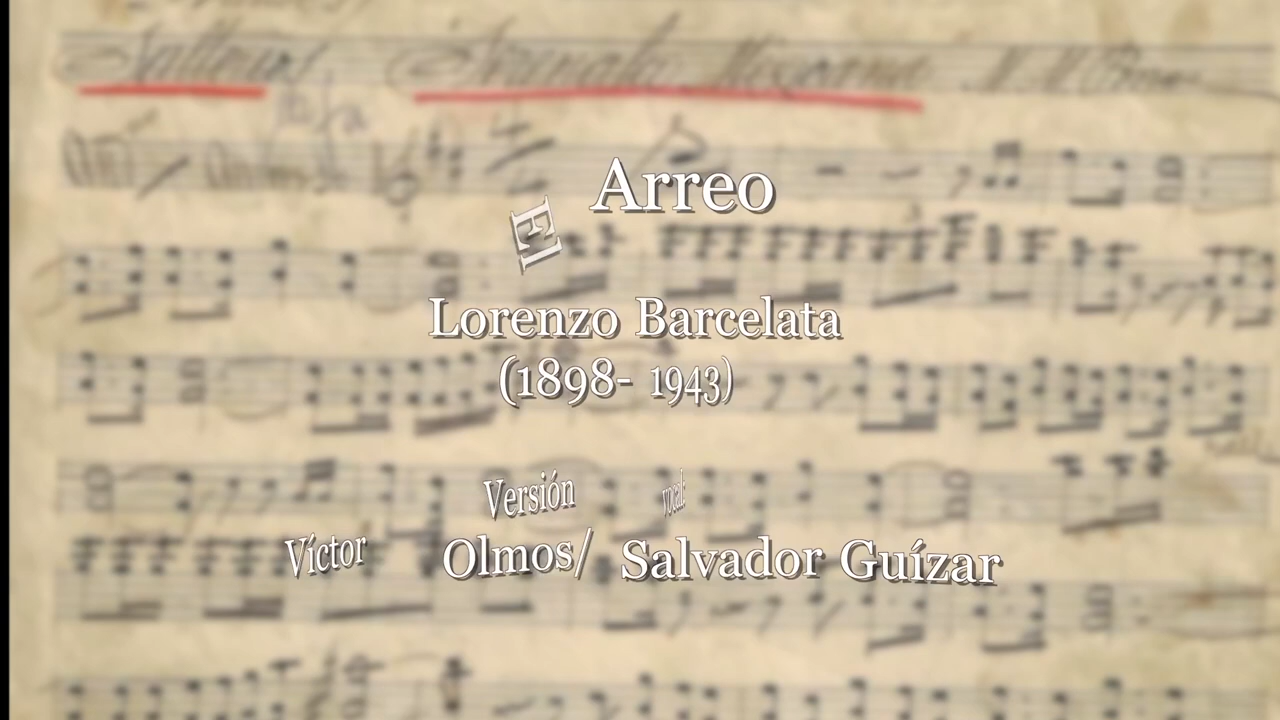 El Arreo
Lorenzo Barcelata
(1898- 1943)
Versión vocal:
Víctor Olmos/ Salvador Guízar